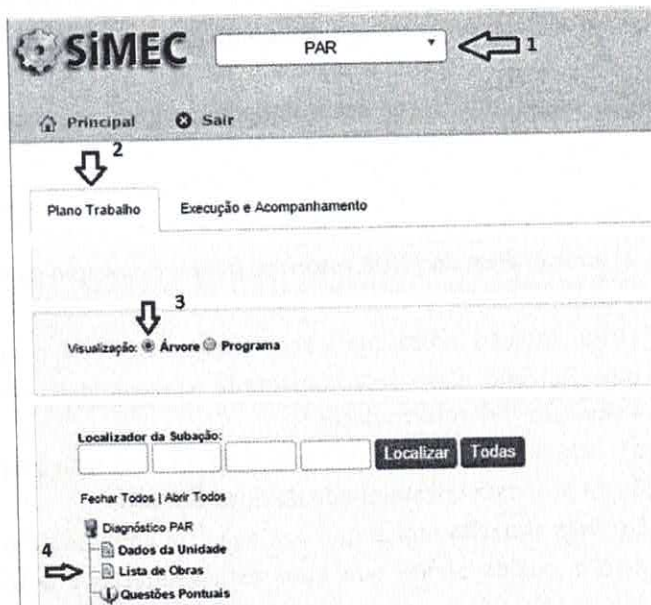 SiMEC PAR 1
Principal Sair
2
Plano Trabalho Execução e Acompanhamento
3
Visualização: Árvore Programa
Localizador da Subação:
Localizar Todas
Fechar Todos | Abrir Todos
Diagnóstico PAR
4 Dados da Unidade
Lista de Obras
Questões Pontuais